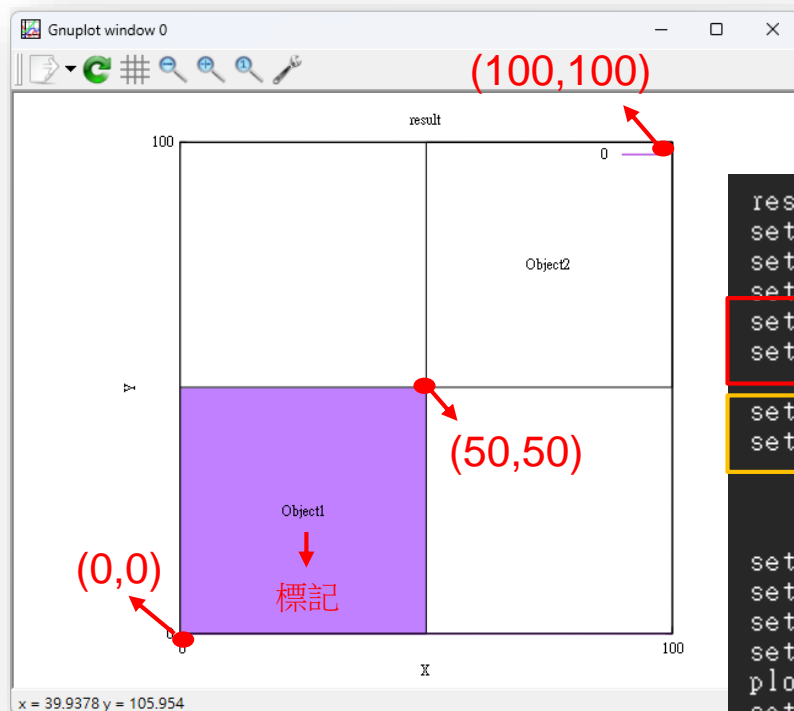 Gnuplot window 0
(100,100)
result
100
0
Object2
Y
(50,50)
Object1
標記
(0,0)
0
0
100
X
x = 39.9378 y = 105.954
res
set
set
set
set
set
set
set
set
set
set
set
plo
set